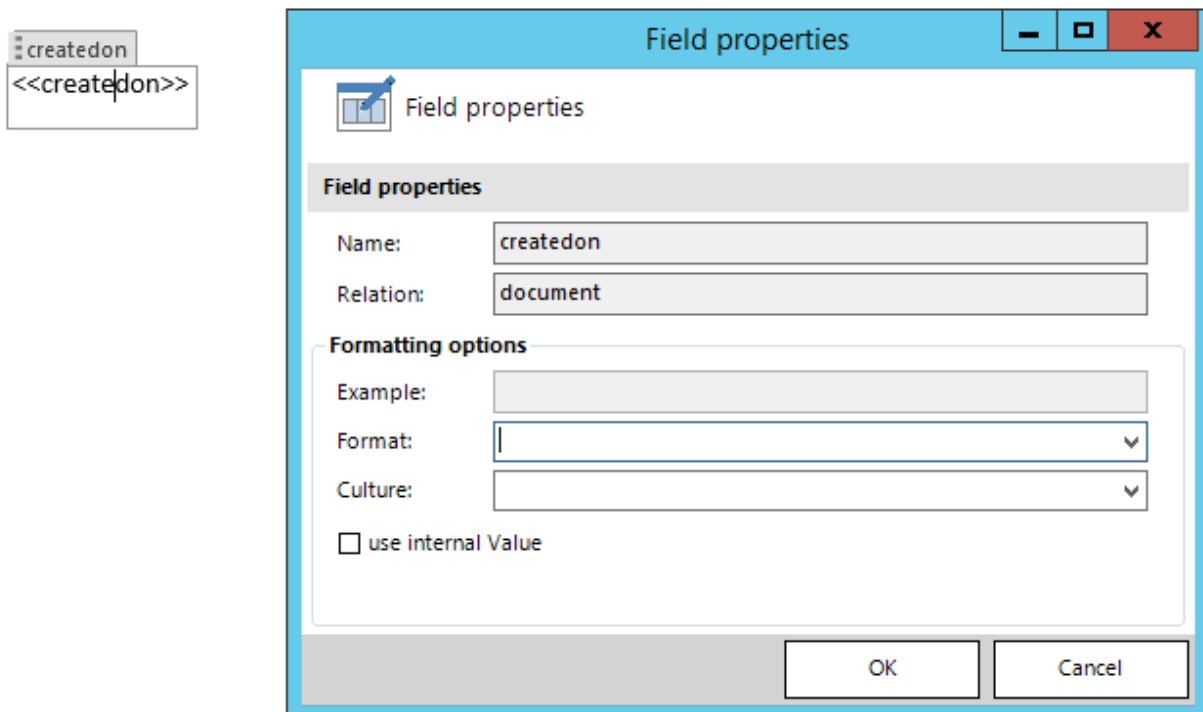 createdon
<<createdon>>
Field properties
Field properties
Field properties
Name: createdon
Relation: document
Formatting options
Example:
Format:
Culture:
use internal Value
OK Cancel